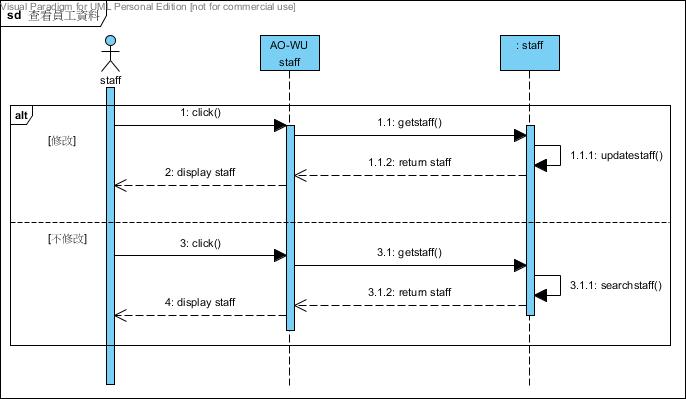 Visual Paradigm for UML Personal Edition [not for commercial use]
sd 查看員工資料
staff
AO-WU
staff
: staff
alt
[修改]
1: click()
1.1: getstaff()
1.1.1: updatestaff()
1.1.2: return staff
2: display staff
[不修改]
3: click()
3.1: getstaff()
3.1.1: searchstaff()
3.1.2: return staff
4: display staff